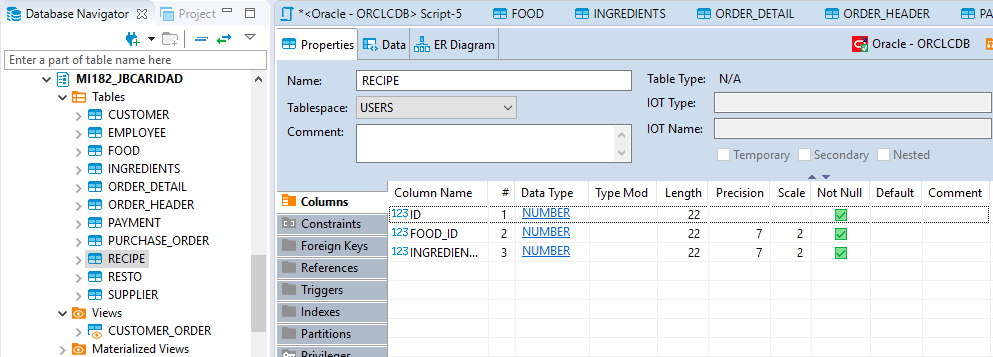 Database Navigator
Project
Enter a part of table name here
MI182_JBCARIDAD
Tables
CUSTOMER
EMPLOYEE
FOOD
INGREDIENTS
ORDER_DETAIL
ORDER_HEADER
PAYMENT
PURCHASE_ORDER
RECIPE
RESTO
SUPPLIER
Views
CUSTOMER_ORDER
Materialized Views
*<Oracle - ORCLCDB> Script-5 FOOD INGREDIENTS ORDER_DETAIL ORDER_HEADER PA
Properties Data ER Diagram Oracle - ORCLCDB
Name: RECIPE Table Type: N/A
Tablespace: USERS IOT Type:
Comment: IOT Name:
Temporary Secondary Nested
Columns
Constraints
Foreign Keys
References
Triggers
Indexes
Partitions
Privileges
Column Name # Data Type Type Mod Length Precision Scale Not Null Default Comment
123 ID 1 NUMBER 22
123 FOOD_ID 2 NUMBER 22 7 2
123 INGREDIEN... 3 NUMBER 22 7 2